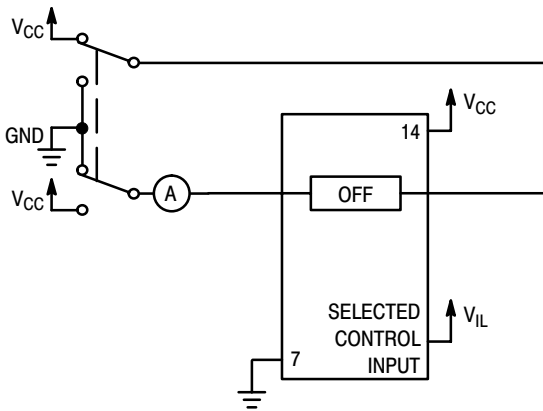 VCC
GND
VCC
A
14
VCC
OFF
SELECTED
CONTROL
INPUT
VIL
7